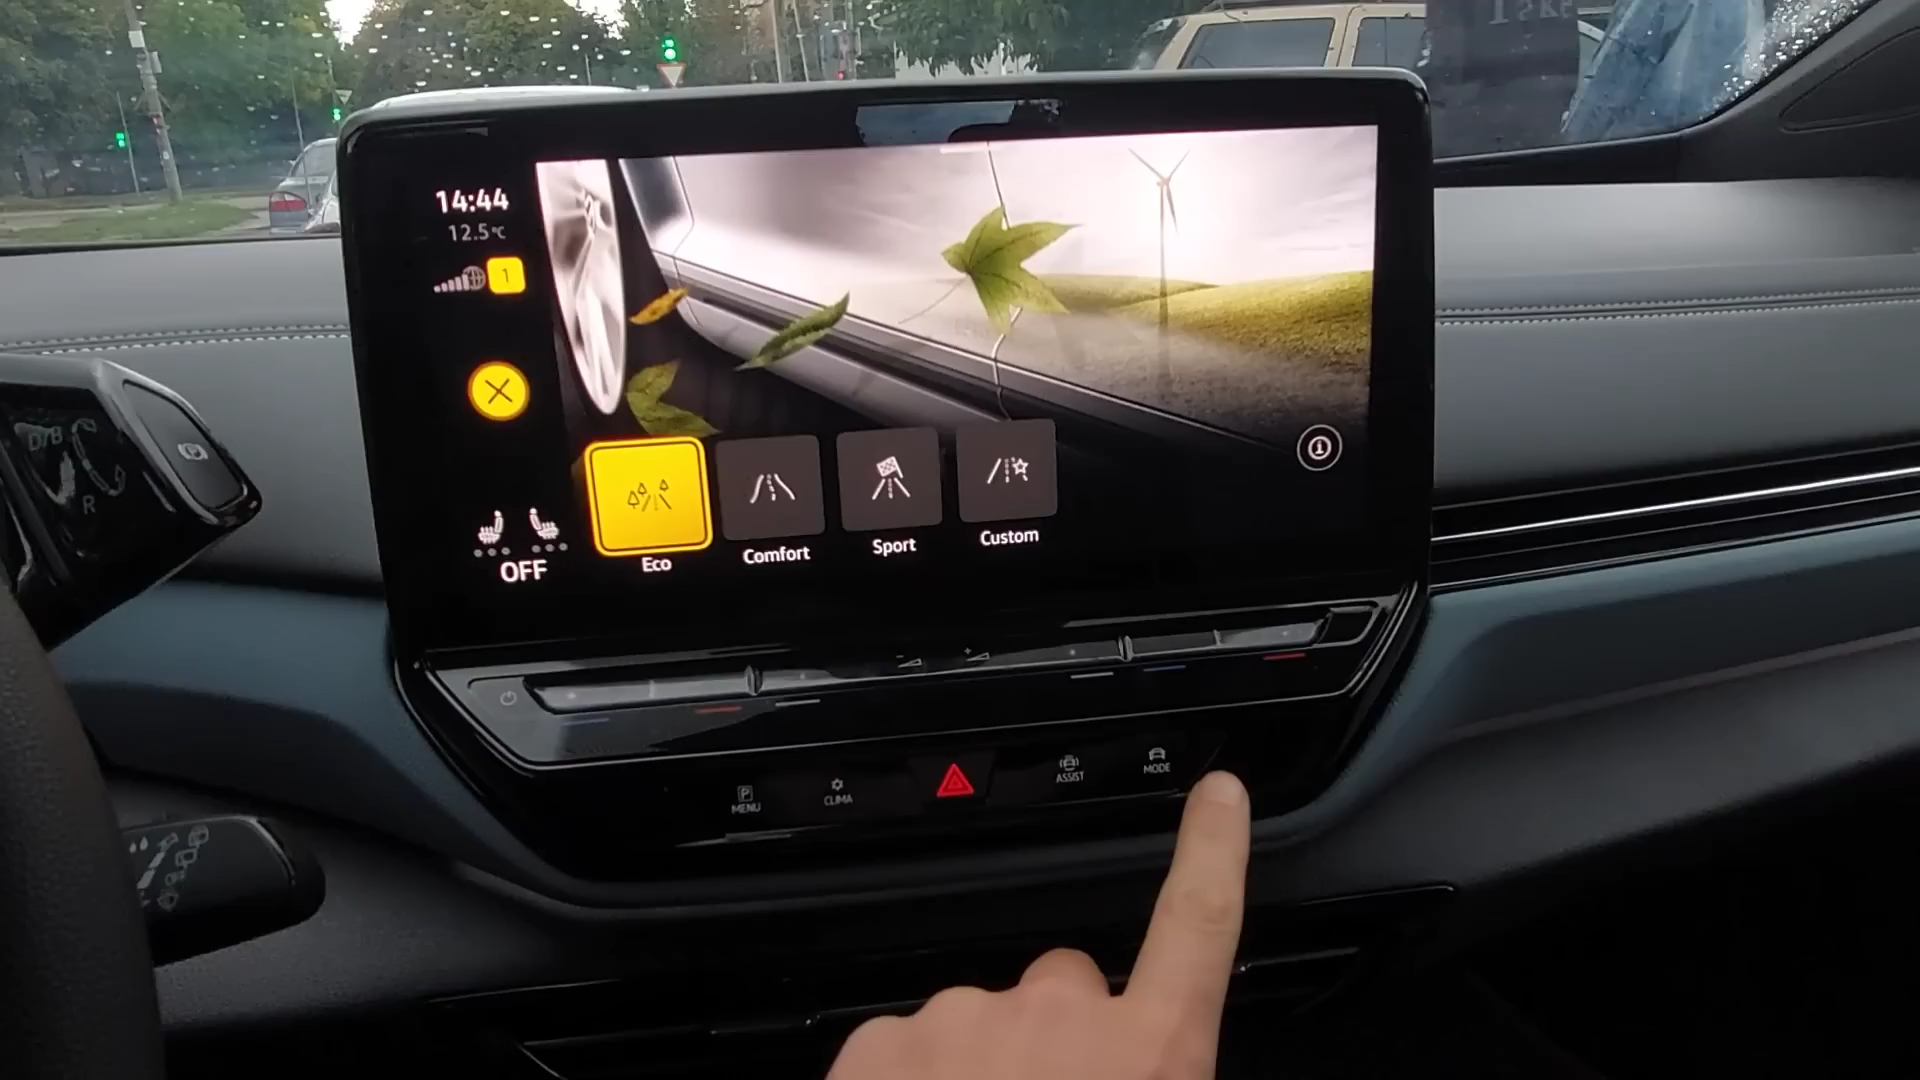 14:44
12.5°C
1
OFF
Eco
Comfort
Sport
Custom
D/B
R
P
- +
P
MENU
CLIMA
ASSIST
MODE